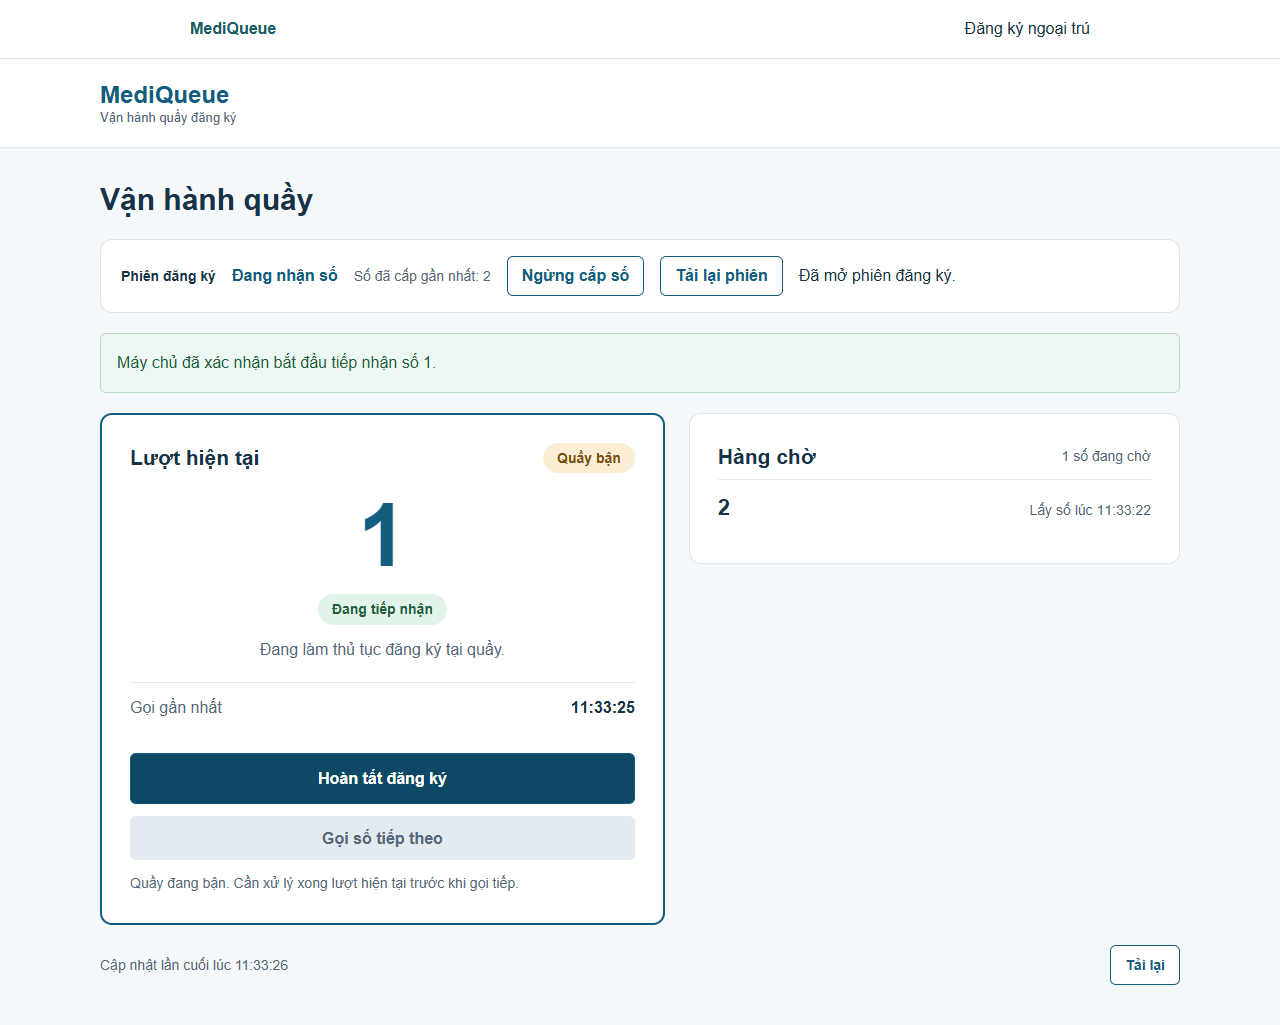 MediQueue
Đăng ký ngoại trú
MediQueue
Vận hành quầy đăng ký
Vận hành quầy
Phiên đăng ký Đang nhận số Số đã cấp gần nhất: 2 Ngừng cấp số Tải lại phiên Đã mở phiên đăng ký.
Máy chủ đã xác nhận bắt đầu tiếp nhận số 1.
Lượt hiện tại Quầy bận
1
Đang tiếp nhận
Đang làm thủ tục đăng ký tại quầy.
Gọi gần nhất 11:33:25
Hoàn tất đăng ký
Gọi số tiếp theo
Quầy đang bận. Cần xử lý xong lượt hiện tại trước khi gọi tiếp.
Hàng chờ 1 số đang chờ
2 Lấy số lúc 11:33:22
Cập nhật lần cuối lúc 11:33:26 Tải lại